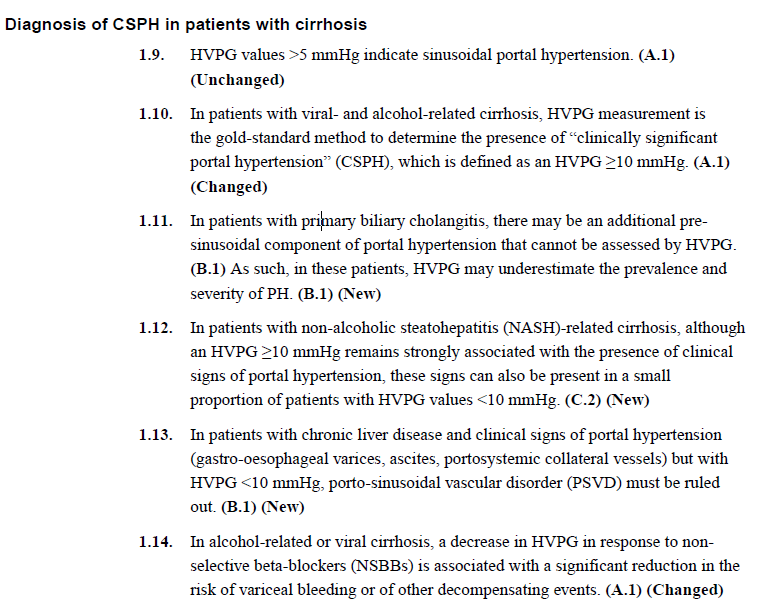 Diagnosis of CSPH in patients with cirrhosis
1.9. HVPG values >5 mmHg indicate sinusoidal portal hypertension. (A.1)
(Unchanged)
1.10. In patients with viral- and alcohol-related cirrhosis, HVPG measurement is
the gold-standard method to determine the presence of “clinically significant
portal hypertension” (CSPH), which is defined as an HVPG ≥10 mmHg. (A.1)
(Changed)
1.11. In patients with primary biliary cholangitis, there may be an additional pre-
sinusoidal component of portal hypertension that cannot be assessed by HVPG.
(B.1) As such, in these patients, HVPG may underestimate the prevalence and
severity of PH. (B.1) (New)
1.12. In patients with non-alcoholic steatohepatitis (NASH)-related cirrhosis, although
an HVPG ≥10 mmHg remains strongly associated with the presence of clinical
signs of portal hypertension, these signs can also be present in a small
proportion of patients with HVPG values <10 mmHg. (C.2) (New)
1.13. In patients with chronic liver disease and clinical signs of portal hypertension
(gastro-oesophageal varices, ascites, portosystemic collateral vessels) but with
HVPG <10 mmHg, porto-sinusoidal vascular disorder (PSVD) must be ruled
out. (B.1) (New)
1.14. In alcohol-related or viral cirrhosis, a decrease in HVPG in response to non-
selective beta-blockers (NSBBs) is associated with a significant reduction in the
risk of variceal bleeding or of other decompensating events. (A.1) (Changed)